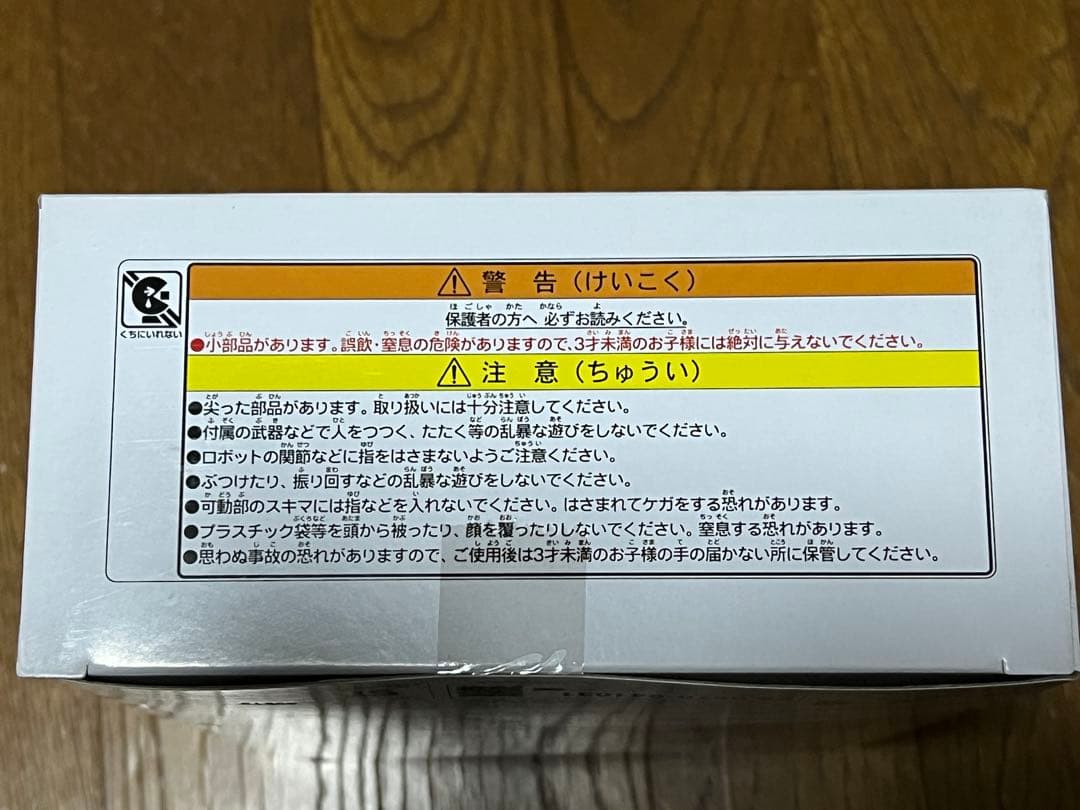 くちにいれない
⚠ 警 告（けいこく）
保護者の方へ 必ずお読みください。
●小部品があります。誤飲・窒息の危険がありますので、3才未満のお子様には絶対に与えないでください。
⚠ 注 意（ちゅうい）
●尖った部品があります。取り扱いには十分注意してください。
●付属の武器などで人をつつく、たたく等の乱暴な遊びをしないでください。
●ロボットの関節などに指をはさまないようご注意ください。
●ぶつけたり、振り回すなどの乱暴な遊びをしないでください。
●可動部のスキマには指などを入れないでください。はさまれてケガをする恐れがあります。
●プラスチック袋等を頭から被ったり、顔を覆ったりしないでください。窒息する恐れがあります。
●思わぬ事故の恐れがありますので、ご使用後は3才未満のお子様の手の届かない所に保管してください。